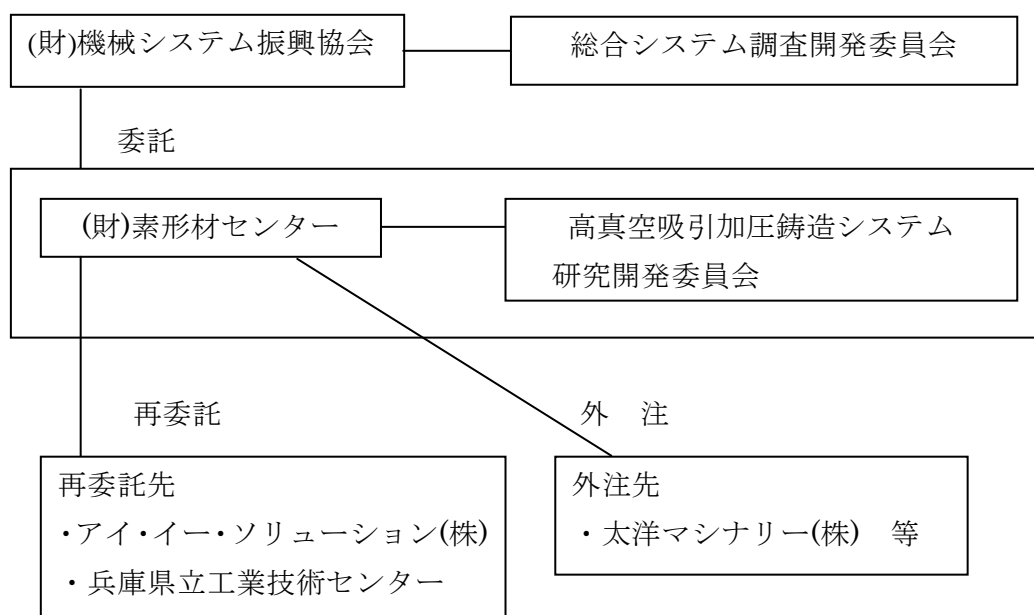 (財)機械システム振興協会
総合システム調査開発委員会
委託
(財)素形材センター
高真空吸引加圧鋳造システム
研究開発委員会
再委託
外　注
再委託先
・アイ・イー・ソリューション(株)
・兵庫県立工業技術センター
外注先
・太洋マシナリー(株)　等